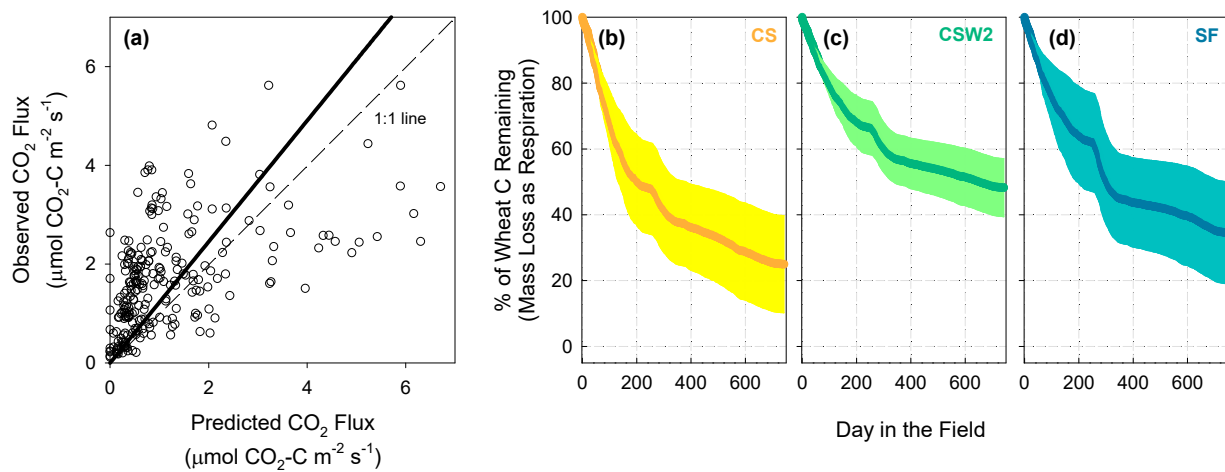 (a)
6
4
2
0
0 2 4 6
1:1 line
Observed CO₂ Flux
(μmol CO₂-C m⁻² s⁻¹)
Predicted CO₂ Flux
(μmol CO₂-C m⁻² s⁻¹)
% of Wheat C Remaining
(Mass Loss as Respiration)
100
80
60
40
20
0
(b) CS
0 200 400 600
(c) CSW2
0 200 400 600
(d) SF
0 200 400 600
Day in the Field